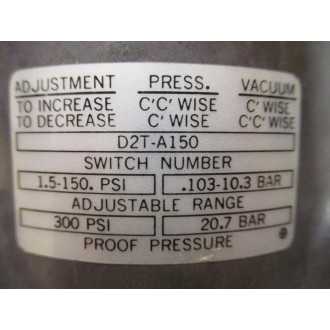 ADJUSTMENT PRESS. VACUUM
TO INCREASE C'C' WISE C' WISE
TO DECREASE C' WISE C'C' WISE
D2T-A150
SWITCH NUMBER
1.5-150. PSI .103-10.3 BAR
ADJUSTABLE RANGE
300 PSI 20.7 BAR
PROOF PRESSURE